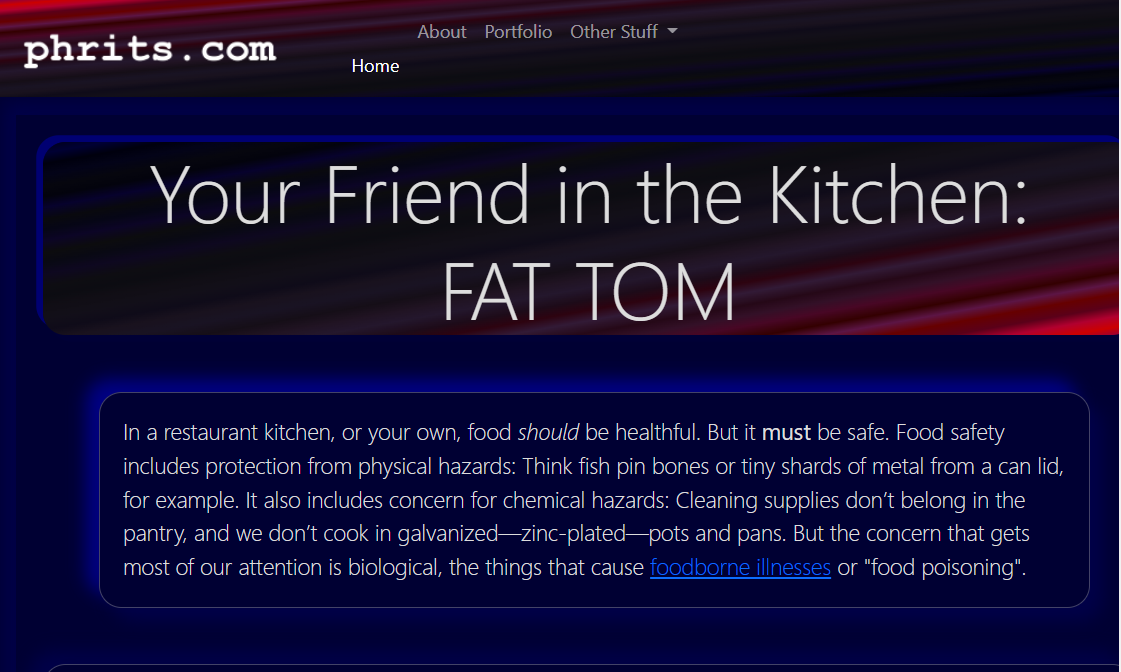 phrits.com
About Portfolio Other Stuff
Home
Your Friend in the Kitchen:
FAT TOM
In a restaurant kitchen, or your own, food should be healthful. But it must be safe. Food safety
includes protection from physical hazards: Think fish pin bones or tiny shards of metal from a can lid,
for example. It also includes concern for chemical hazards: Cleaning supplies don’t belong in the
pantry, and we don’t cook in galvanized—zinc-plated—pots and pans. But the concern that gets
most of our attention is biological, the things that cause foodborne illnesses or "food poisoning".